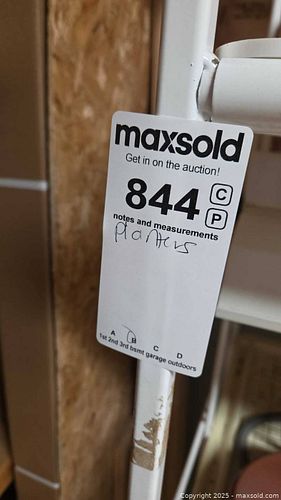 maxsold
Get in on the auction!
844 C
P
notes and measurements
planters
A B C D
1st 2nd 3rd bsmt garage outdoors
Copyright 2025 - maxsold.com